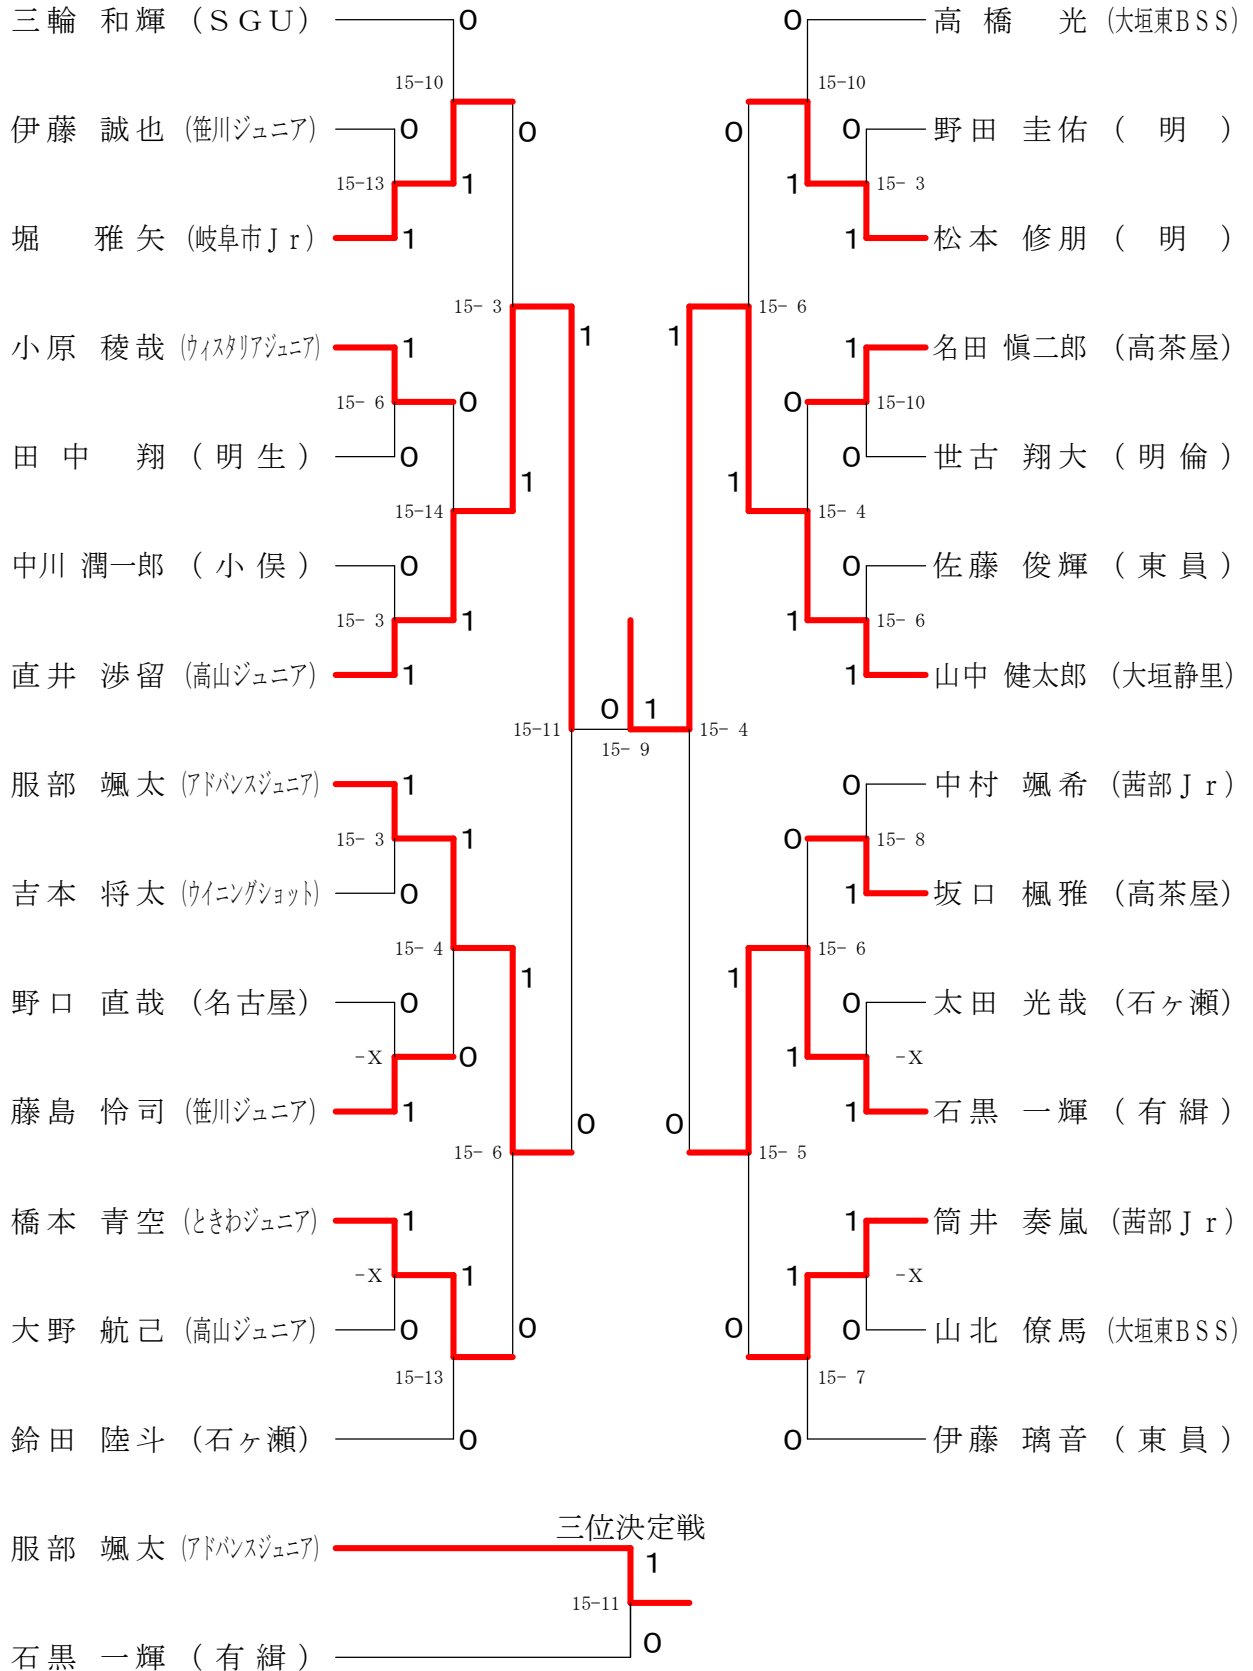 三輪 和輝 (ＳＧＵ)
0
15-10
伊藤 誠也 (笹川ジュニア)
0
0
15-13
1
堀 雅矢 (岐阜市Ｊｒ)
1
15- 3
1
小原 稜哉 (ウィスタリアジュニア)
1
15- 6
0
田中 翔 (明生)
0
1
15-14
中川 潤一郎 (小俣)
0
15- 3
1
直井 渉留 (高山ジュニア)
1
15-11
服部 颯太 (アドバンスジュニア)
1
15- 3
1
吉本 将太 (ウイニングショット)
0
15- 4
1
野口 直哉 (名古屋)
0
-X
0
藤島 怜司 (笹川ジュニア)
1
0
15- 6
橋本 青空 (ときわジュニア)
1
-X
1
大野 航己 (高山ジュニア)
0
0
15-13
鈴田 陸斗 (石ヶ瀬)
0
0 1
15- 9
0
高橋 光 (大垣東ＢＳＳ)
15-10
0
0
野田 圭佑 ( 明 )
1
15- 3
1
松本 修朋 ( 明 )
15- 6
1
1
名田 愼二郎 (高茶屋)
0
15-10
0
世古 翔大 (明倫)
1
15- 4
0
佐藤 俊輝 (東員)
1
15- 6
1
山中 健太郎 (大垣静里)
15- 4
0
中村 颯希 (茜部Ｊｒ)
0
15- 8
1
坂口 楓雅 (高茶屋)
15- 6
1
0
太田 光哉 (石ヶ瀬)
1
-X
1
石黒 一輝 (有緝)
0
15- 5
1
筒井 奏嵐 (茜部Ｊｒ)
1
-X
0
0
山北 僚馬 (大垣東ＢＳＳ)
15- 7
0
伊藤 璃音 (東員)
三位決定戦
服部 颯太 (アドバンスジュニア)
1
15-11
0
石黒 一輝 (有緝)